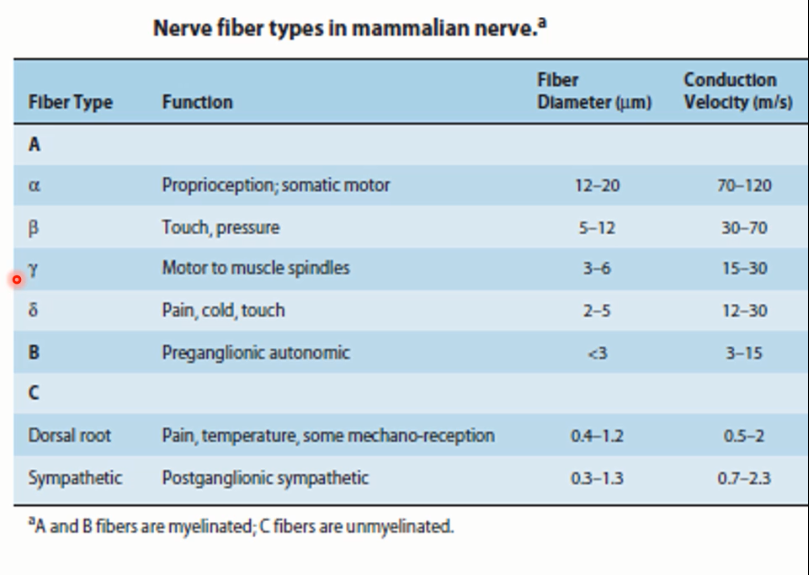 Nerve fiber types in mammalian nerve.ᵃ
Fiber Type Function Fiber Diameter (μm) Conduction Velocity (m/s)
A
α Proprioception; somatic motor 12–20 70–120
β Touch, pressure 5–12 30–70
γ Motor to muscle spindles 3–6 15–30
δ Pain, cold, touch 2–5 12–30
B Preganglionic autonomic <3 3–15
C
Dorsal root Pain, temperature, some mechano-reception 0.4–1.2 0.5–2
Sympathetic Postganglionic sympathetic 0.3–1.3 0.7–2.3
ᵃA and B fibers are myelinated; C fibers are unmyelinated.